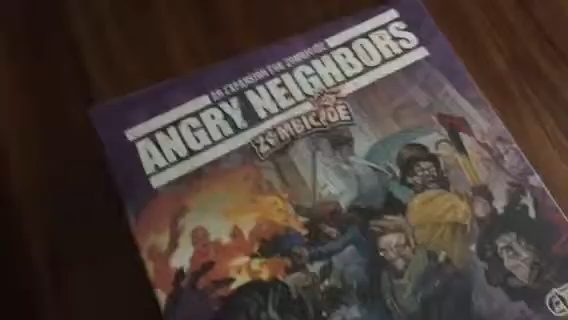 AN EXPANSION FOR ZOMBICIDE
ANGRY NEIGHBORS
ZOMBICIDE